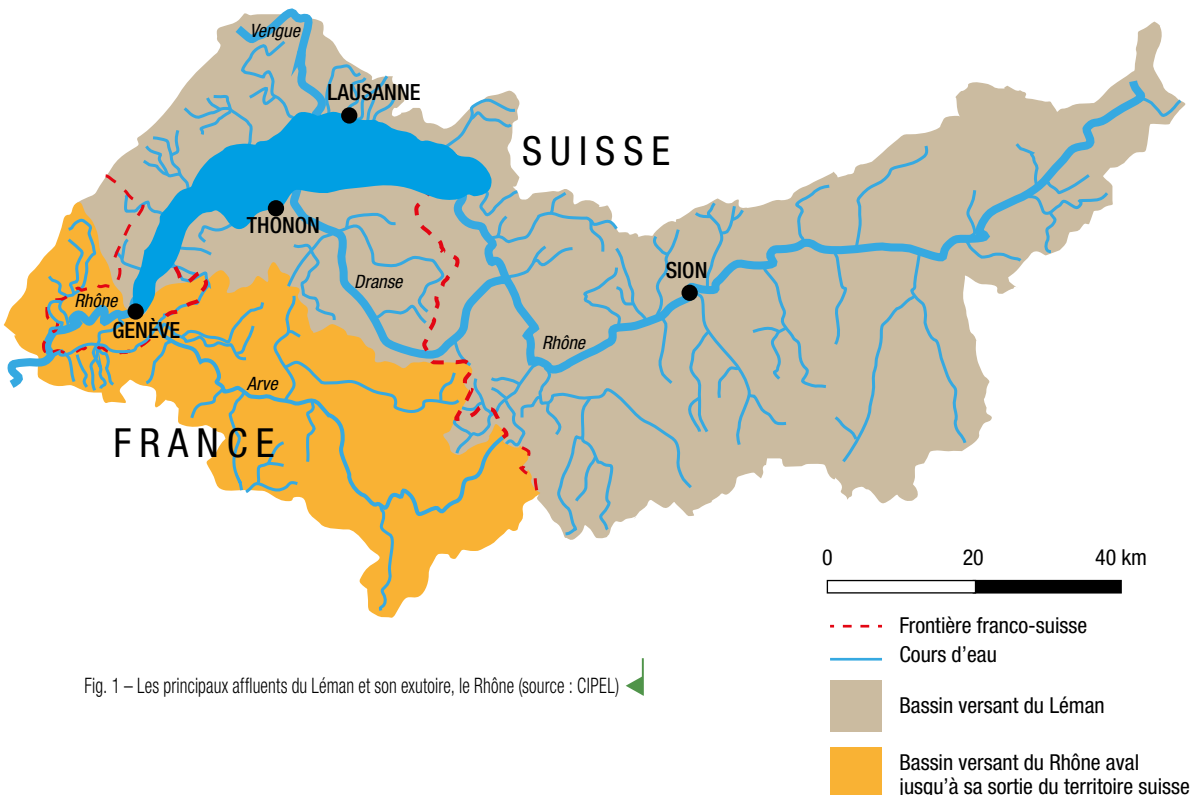 Vengue
LAUSANNE
SUISSE
THONON
Dranse
SION
Rhône
GENÈVE
Rhône
Arve
FRANCE
0 20 40 km
Frontière franco-suisse
Cours d'eau
Fig. 1 – Les principaux affluents du Léman et son exutoire, le Rhône (source : CIPEL)
Bassin versant du Léman
Bassin versant du Rhône aval
jusqu'à sa sortie du territoire suisse